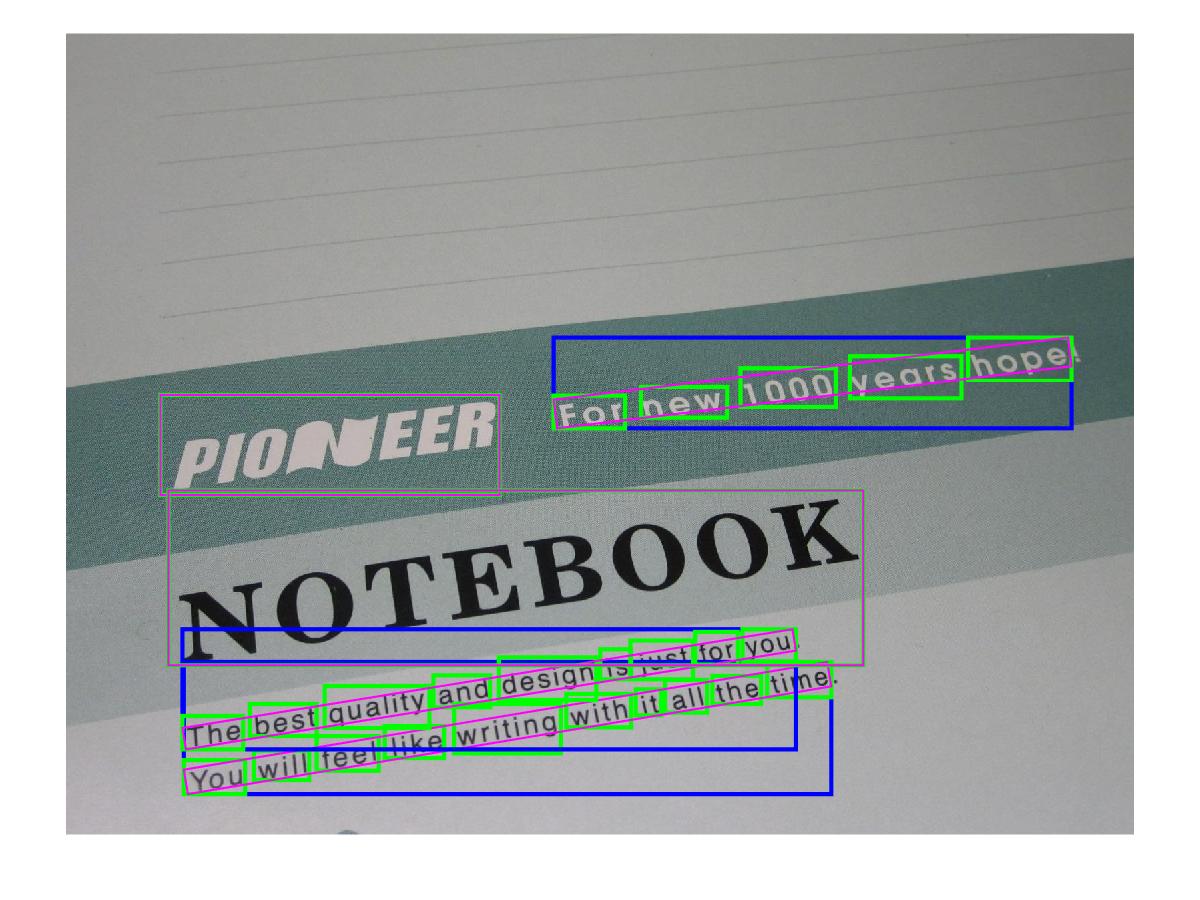 For new 1000 years hope!
PIONEER
NOTEBOOK
The best quality and design is just for you.
You will feel like writing with it all the time.